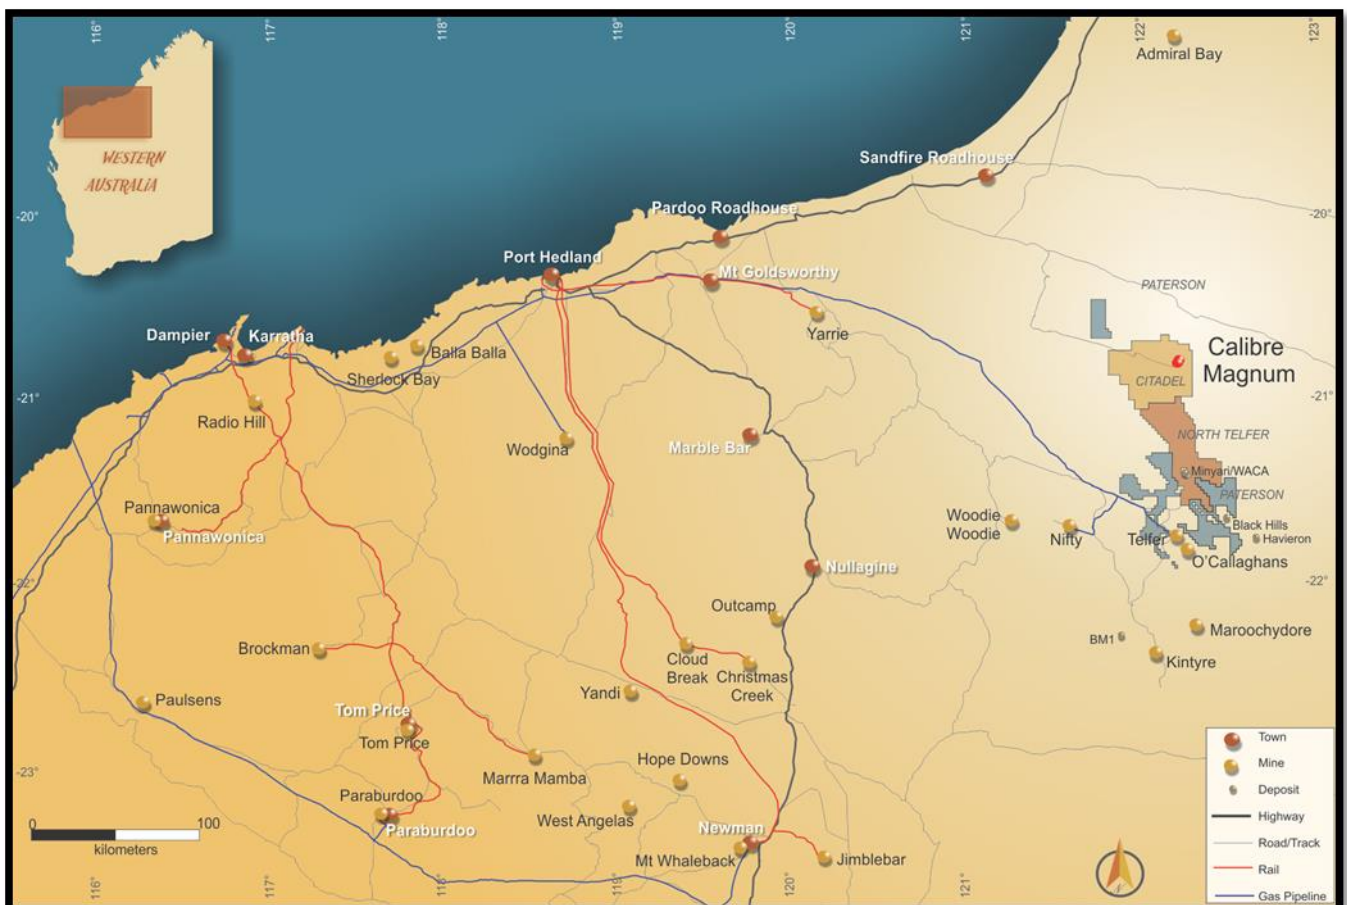 116°
117°
118°
119°
120°
121°
122°
123°
Admiral Bay
WESTERN
AUSTRALIA
Sandfire Roadhouse
-20°
-20°
Pardoo Roadhouse
Port Hedland
Mt Goldsworthy
PATERSON
Yarrie
Dampier
Karratha
Balla Balla
Sherlock Bay
Calibre
Magnum
CITADEL
-21°
-21°
Radio Hill
Wodgina
Marble Bar
NORTH TELFER
Minyari/WACA
PATERSON
Pannawonica
Pannawonica
Woodie
Woodie
Nifty
Telfer
Black Hills
Havieron
O'Callaghans
Nullagine
-22°
-22°
Outcamp
Maroochydore
BM1
Kintyre
Brockman
Cloud
Break
Christmas
Creek
Yandi
Paulsens
Tom Price
Tom Price
Marrra Mamba
Hope Downs
-23°
Paraburdoo
Paraburdoo
West Angelas
Newman
Mt Whaleback
Jimblebar
0
100
kilometers
Town
Mine
Deposit
Highway
Road/Track
Rail
Gas Pipeline
116°
117°
118°
119°
120°
121°